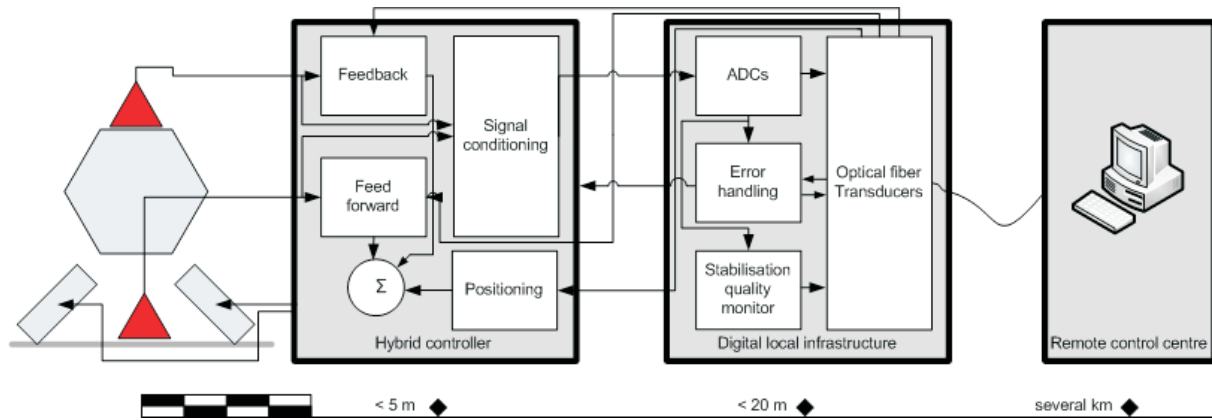 Feedback
Signal
conditioning
Feed
forward
Σ
Positioning
Hybrid controller
ADCs
Error
handling
Optical fiber
Transducers
Stabilisation
quality
monitor
Digital local infrastructure
Remote control centre
< 5 m
< 20 m
several km